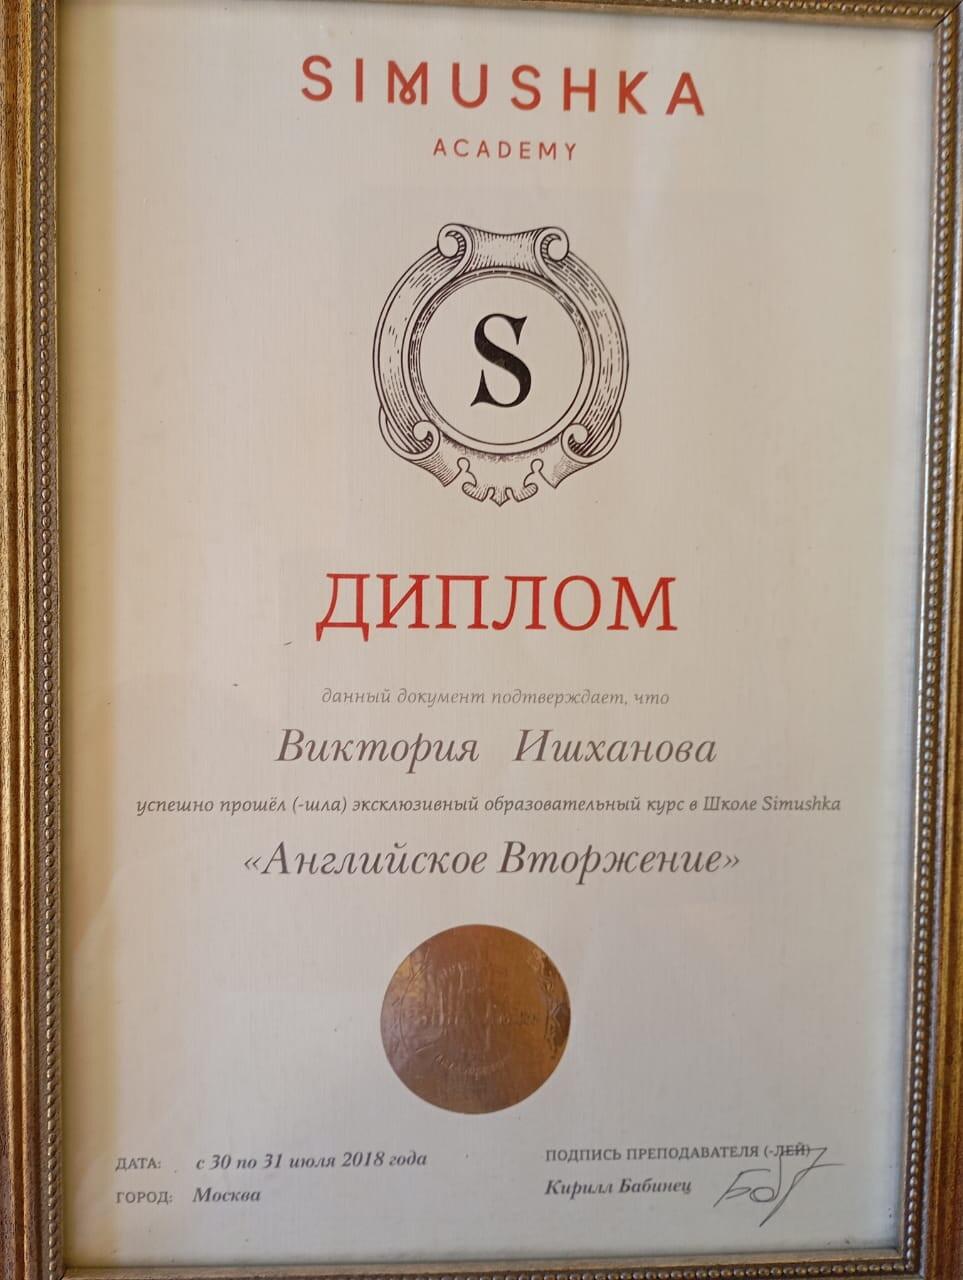 SIMUSHKA
ACADEMY
S
ДИПЛОМ
данный документ подтверждает, что
Виктория Ишханова
успешно прошёл (-шла) эксклюзивный образовательный курс в Школе Simushka
«Английское Вторжение»
ДАТА: с 30 по 31 июля 2018 года
ГОРОД: Москва
ПОДПИСЬ ПРЕПОДАВАТЕЛЯ (-ЛЕЙ)
Кирилл Бабинец